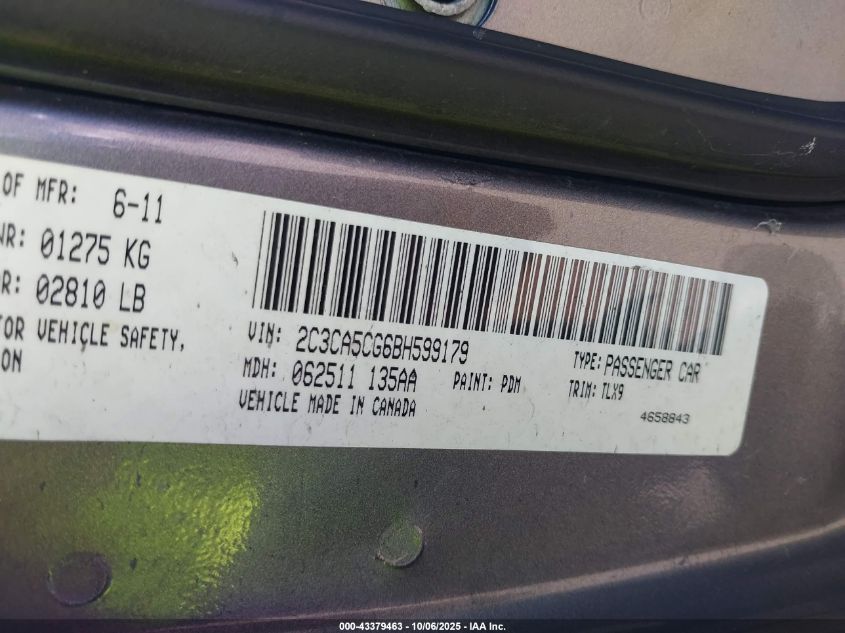 OF MFR: 6-11
WR: 01275 KG
R: 02810 LB
TOR VEHICLE SAFETY,
ION
VIN: 2C3CA5CG6BH599179
TYPE: PASSENGER CAR
MDH: 062511 135AA
PAINT: PDM
TRIM: TLX9
VEHICLE MADE IN CANADA
4658843
000-43379463 - 10/06/2025 - IAA Inc.